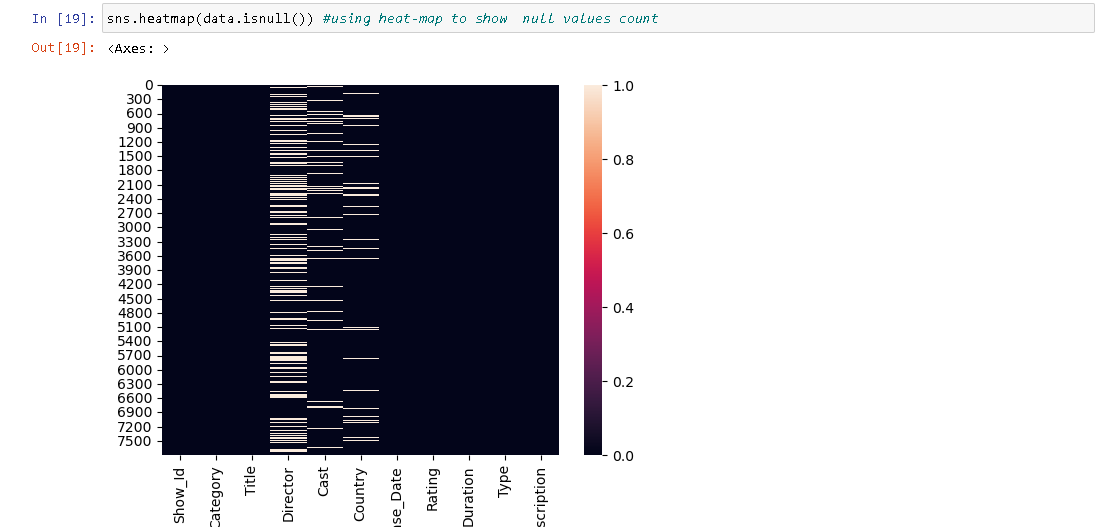 In [19]: sns.heatmap(data.isnull()) #using heat-map to show  null values count
Out[19]: <Axes: >
0
300
600
900
1200
1500
1800
2100
2400
2700
3000
3300
3600
3900
4200
4500
4800
5100
5400
5700
6000
6300
6600
6900
7200
7500
1.0
0.8
0.6
0.4
0.2
0.0
Show_Id
Category
Title
Director
Cast
Country
se_Date
Rating
Duration
Type
scription